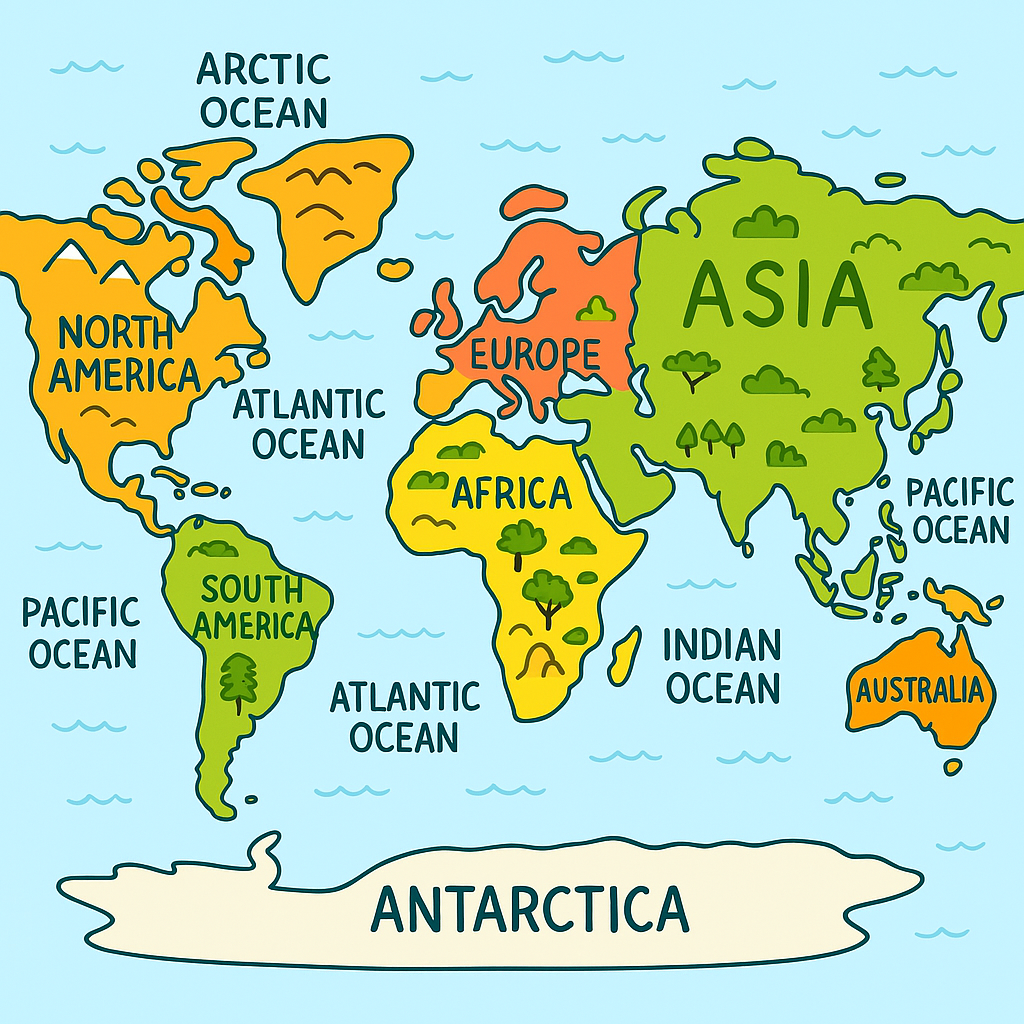 ARCTIC
OCEAN
ASIA
NORTH
AMERICA
EUROPE
ATLANTIC
OCEAN
AFRICA
PACIFIC
OCEAN
SOUTH
AMERICA
PACIFIC
OCEAN
INDIAN
OCEAN
ATLANTIC
OCEAN
AUSTRALIA
ANTARCTICA